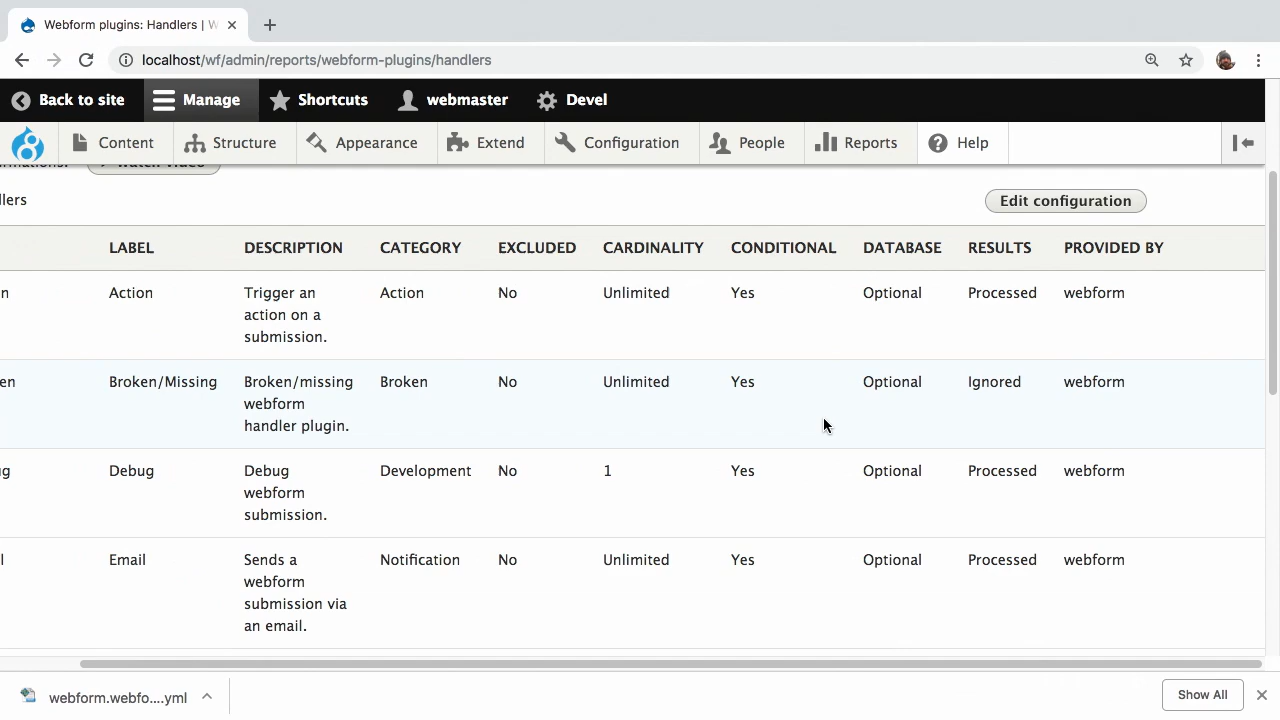 Webform plugins: Handlers | W
localhost/wf/admin/reports/webform-plugins/handlers
Back to site Manage Shortcuts webmaster Devel
Content Structure Appearance Extend Configuration People Reports Help
llers Edit configuration
LABEL DESCRIPTION CATEGORY EXCLUDED CARDINALITY CONDITIONAL DATABASE RESULTS PROVIDED BY
n Action Trigger an Action No Unlimited Yes Optional Processed webform
action on a
submission.
en Broken/Missing Broken/missing Broken No Unlimited Yes Optional Ignored webform
webform
handler plugin.
g Debug Debug Development No 1 Yes Optional Processed webform
webform
submission.
l Email Sends a Notification No Unlimited Yes Optional Processed webform
webform
submission via
an email.
webform.webfo....yml Show All